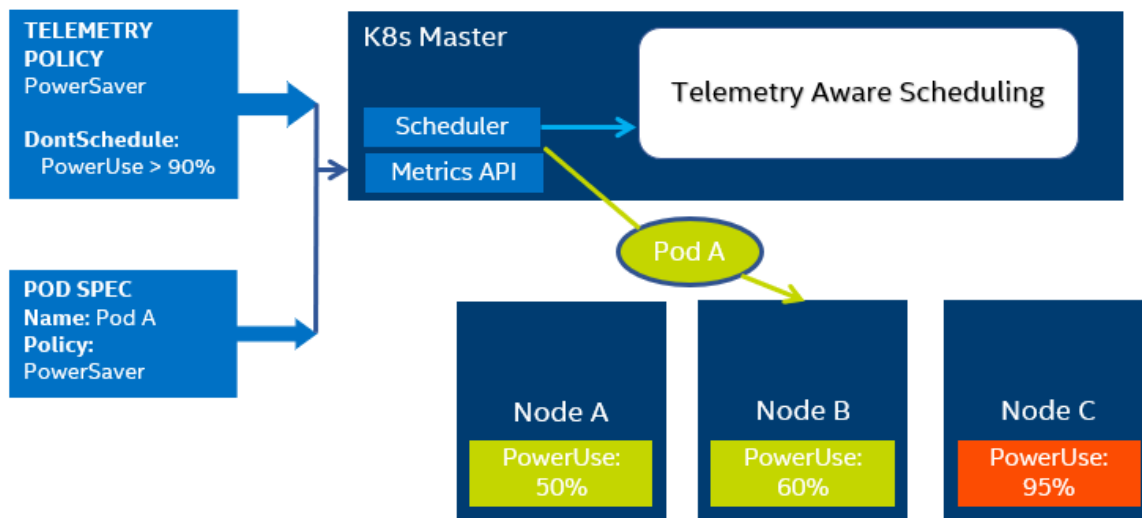 TELEMETRY
POLICY
PowerSaver
DontSchedule:
PowerUse > 90%
POD SPEC
Name: Pod A
Policy:
PowerSaver
K8s Master
Scheduler
Metrics API
Telemetry Aware Scheduling
Pod A
Node A
PowerUse:
50%
Node B
PowerUse:
60%
Node C
PowerUse:
95%